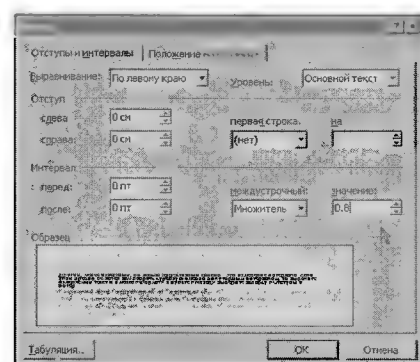 Отступы и интервалы Положение
Выравнивание: По левому краю Уровень: Основной текст
Отступ
слева 0 см первая строка: на
справа: 0 см (нет)
Интервал
перед: 0 пт междустрочный: значение:
после: 0 пт Множитель 0.8
Образец
Табуляция... OK Отмена